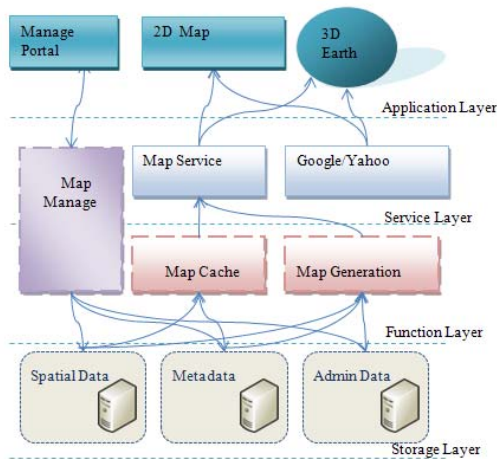 Manage
Portal
2D Map
3D
Earth
Application Layer
Map
Manage
Map Service
Google/Yahoo
Service Layer
Map Cache
Map Generation
Function Layer
Spatial Data
Metadata
Admin Data
Storage Layer